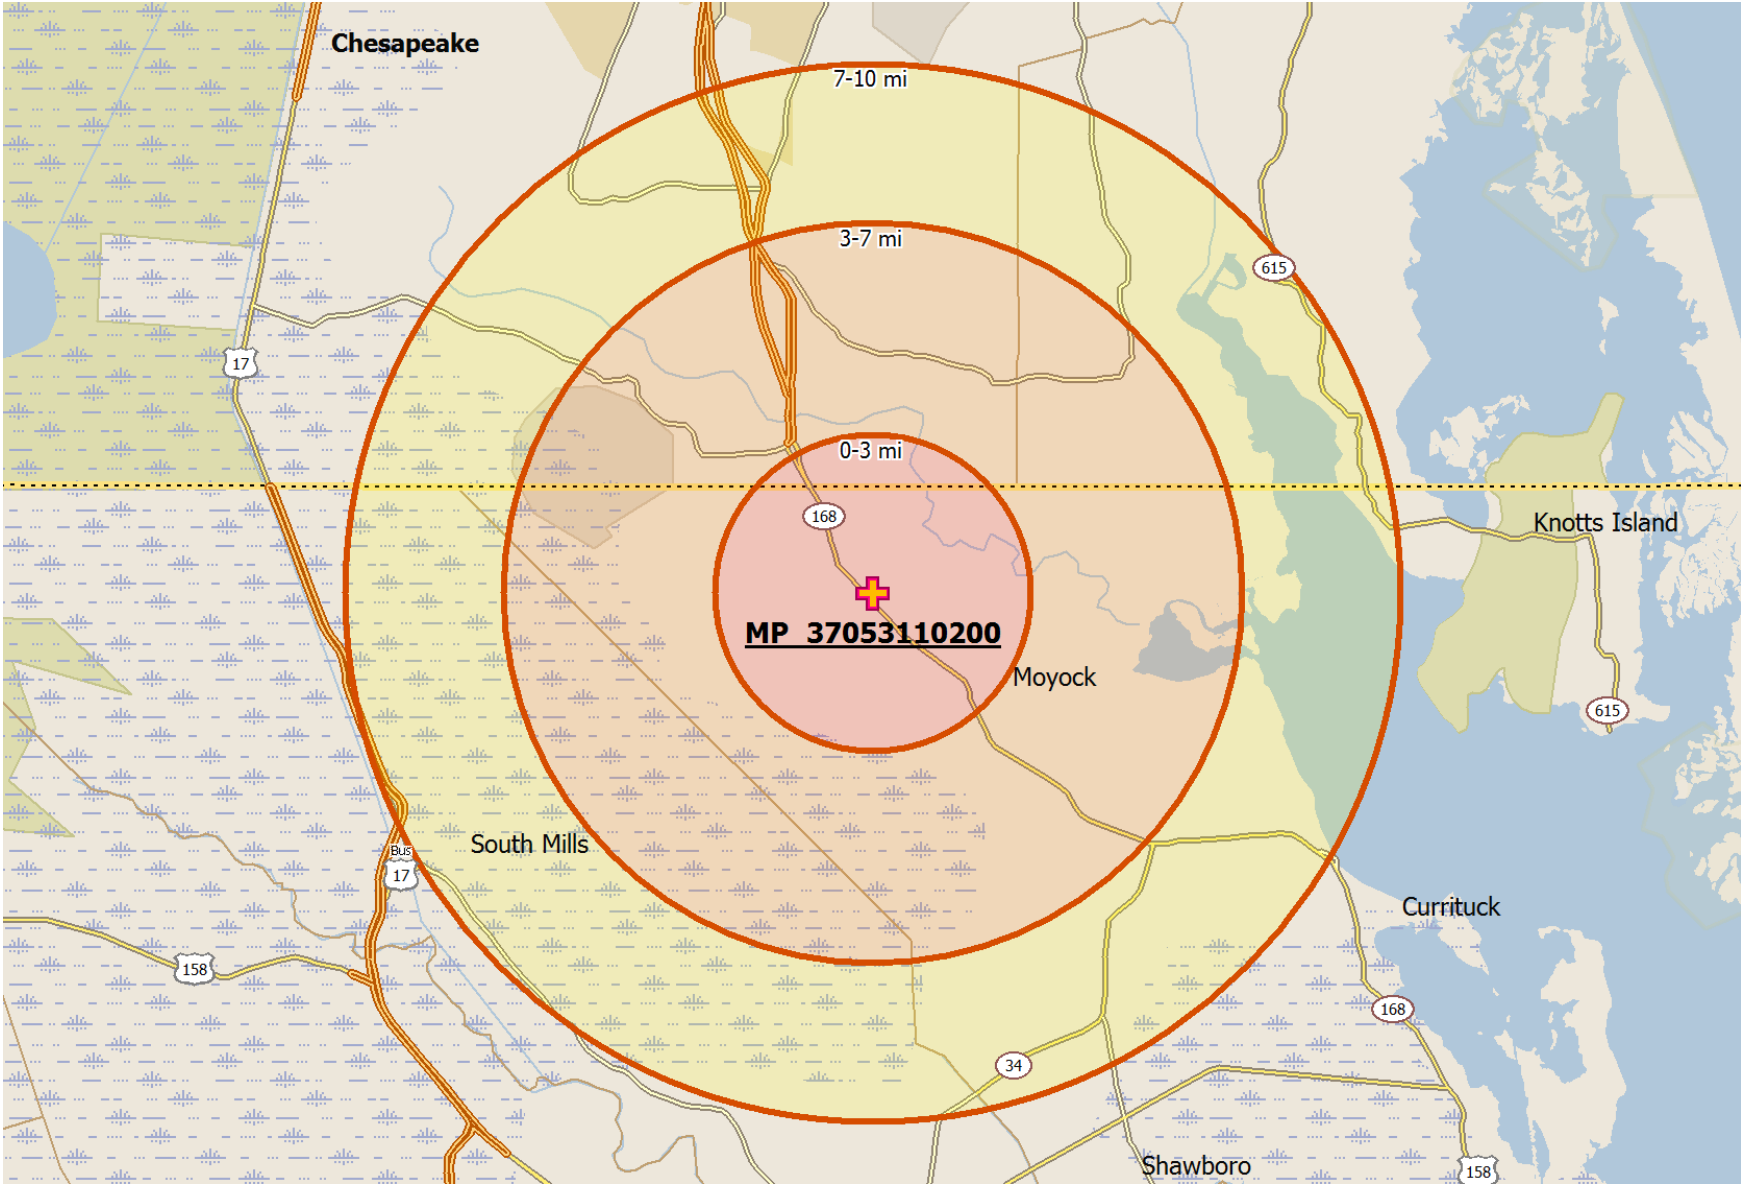 Chesapeake
7-10 mi
3-7 mi
615
17
0-3 mi
168
Knotts Island
MP 37053110200
Moyock
615
South Mills
Bus
17
Currituck
158
168
34
Shawboro
158